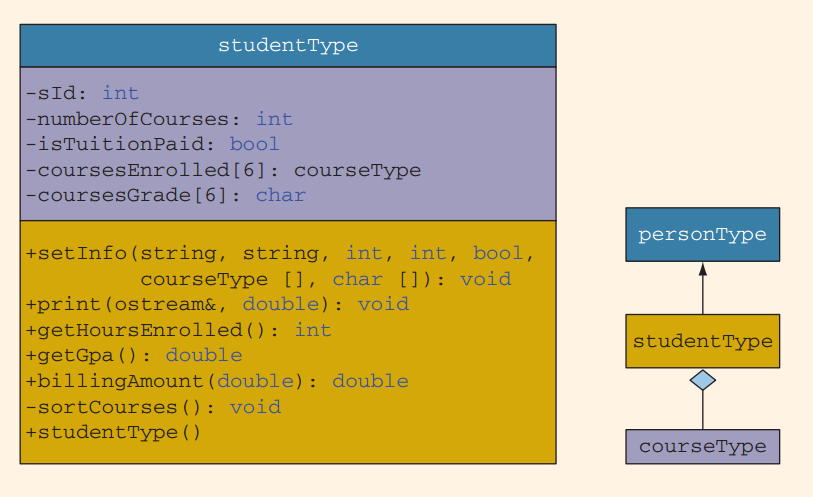 studentType
-sId: int
-numberOfCourses: int
-isTuitionPaid: bool
-coursesEnrolled[6]: courseType
-coursesGrade[6]: char
+setInfo(string, string, int, int, bool,
courseType [], char []): void
+print(ostream&, double): void
+getHoursEnrolled(): int
+getGpa(): double
+billingAmount(double): double
-sortCourses(): void
+studentType()
personType
studentType
courseType